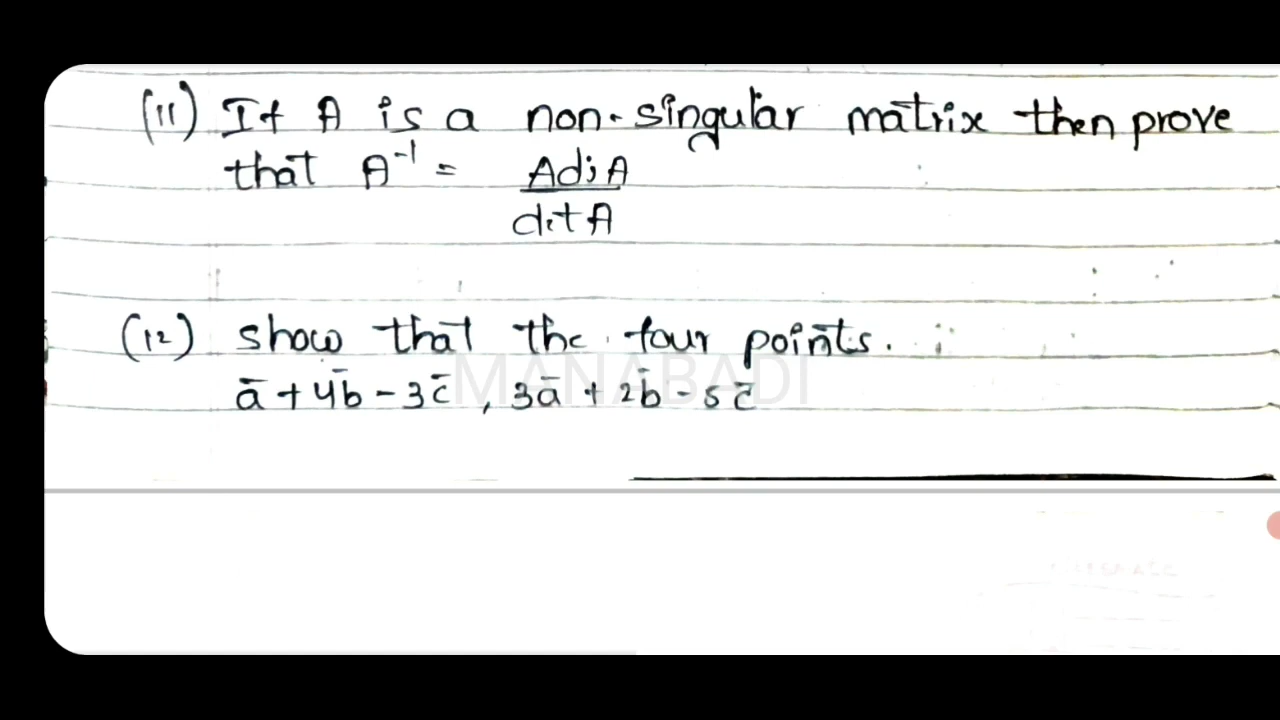 (11) If A is a non-singular matrix then prove
that A⁻¹ = AdjA
detA
(12) show that the four points.
ā + 4b̄ - 3c̄ , 3ā + 2b̄ - 5c̄
MANABADI